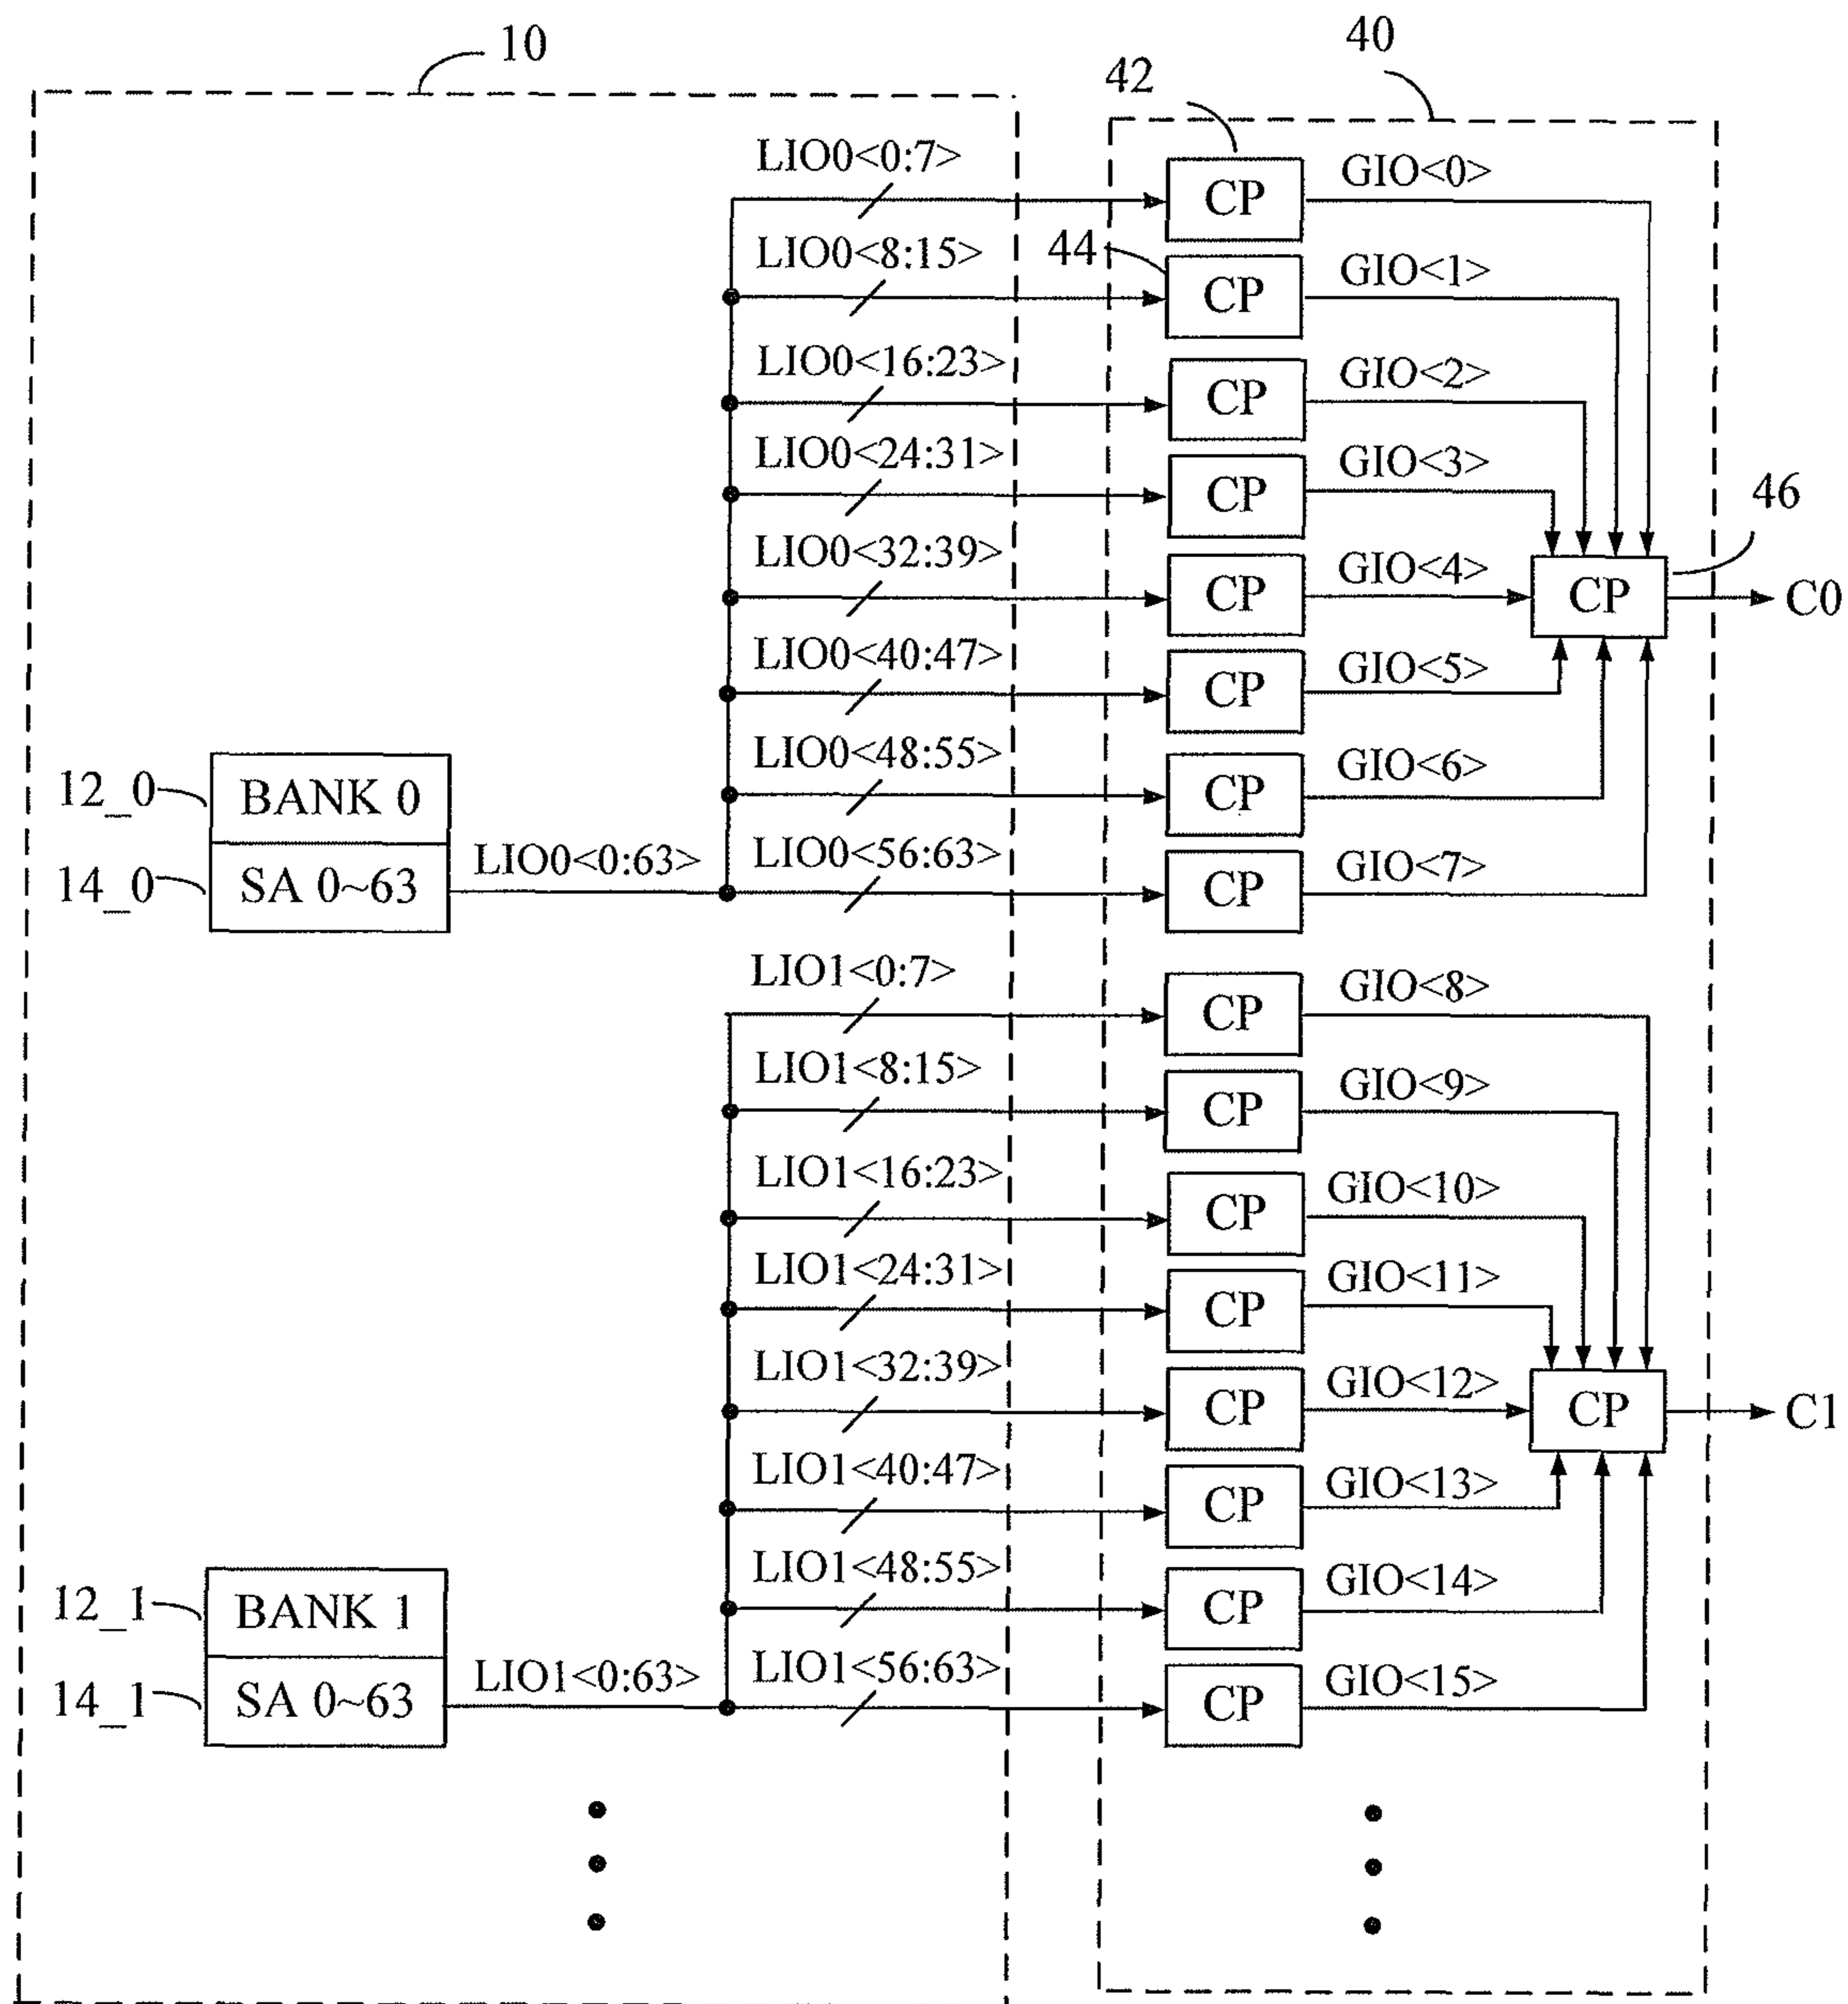 10
40
42
LIO0<0:7>
CP
GIO<0>
LIO0<8:15>
44
CP
GIO<1>
LIO0<16:23>
CP
GIO<2>
LIO0<24:31>
CP
GIO<3>
46
LIO0<32:39>
CP
GIO<4>
CP
C0
LIO0<40:47>
CP
GIO<5>
LIO0<48:55>
CP
GIO<6>
12_0
BANK 0
14_0
SA 0~63
LIO0<0:63>
LIO0<56:63>
CP
GIO<7>
LIO1<0:7>
CP
GIO<8>
LIO1<8:15>
CP
GIO<9>
LIO1<16:23>
CP
GIO<10>
LIO1<24:31>
CP
GIO<11>
LIO1<32:39>
CP
GIO<12>
CP
C1
LIO1<40:47>
CP
GIO<13>
LIO1<48:55>
CP
GIO<14>
12_1
BANK 1
14_1
SA 0~63
LIO1<0:63>
LIO1<56:63>
CP
GIO<15>